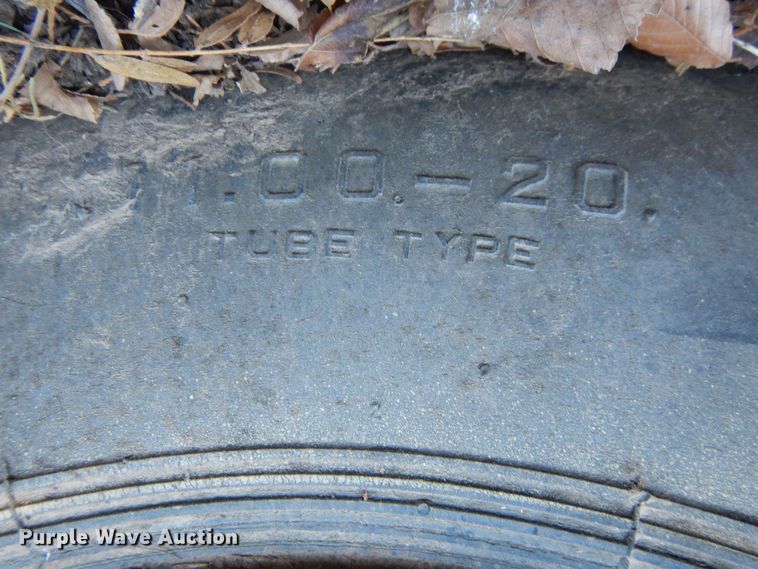 11.00.-20.
TUBE TYPE
Purple Wave Auction